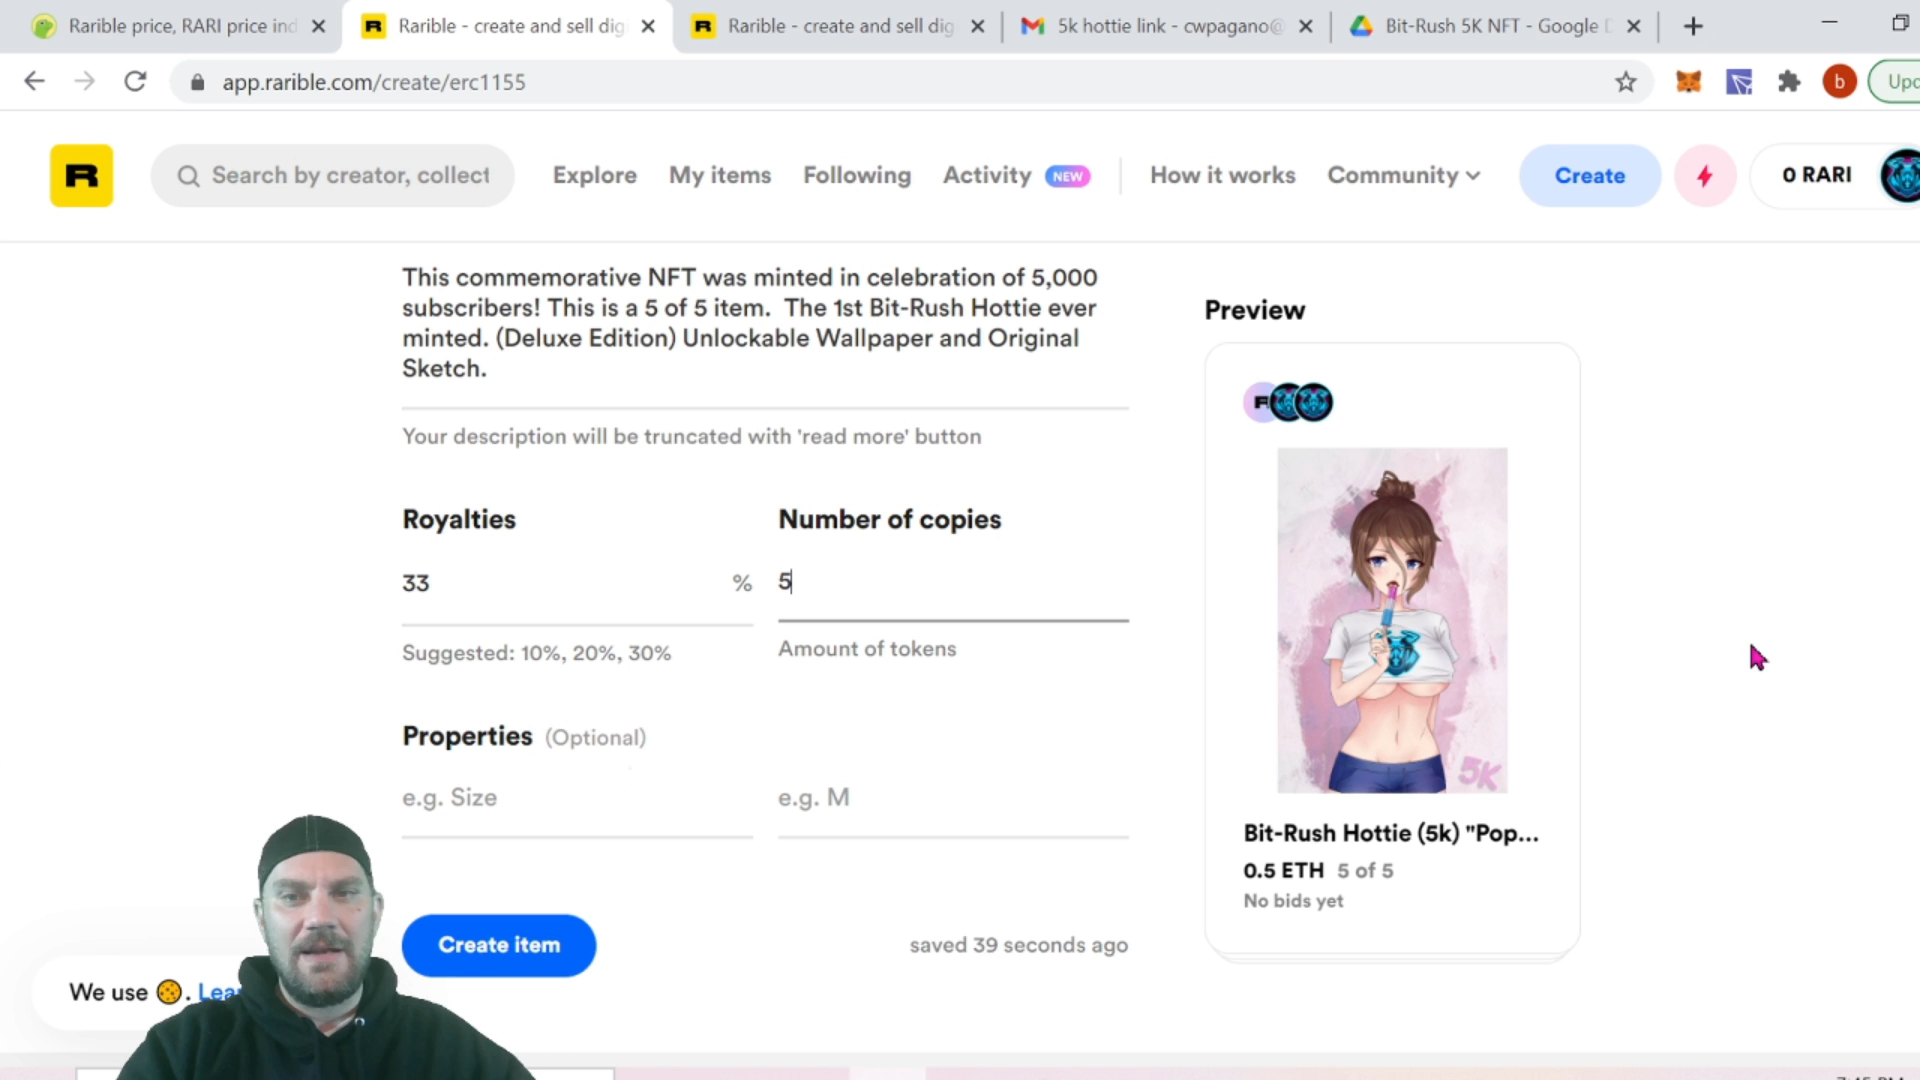 Rarible price, RARI price ind
Rarible - create and sell dig
Rarible - create and sell dig
5k hottie link - cwpagano@
Bit-Rush 5K NFT - Google D
app.rarible.com/create/erc1155
b
R
Search by creator, collect
Explore
My items
Following
Activity
NEW
How it works
Community
Create
0 RARI
This commemorative NFT was minted in celebration of 5,000
subscribers! This is a 5 of 5 item. The 1st Bit-Rush Hottie ever
minted. (Deluxe Edition) Unlockable Wallpaper and Original
Sketch.
Your description will be truncated with 'read more' button
Royalties
Number of copies
33
%
5
Suggested: 10%, 20%, 30%
Amount of tokens
Properties (Optional)
e.g. Size
e.g. M
Create item
saved 39 seconds ago
We use 🍪.
Preview
5K
Bit-Rush Hottie (5k) "Pop...
0.5 ETH 5 of 5
No bids yet